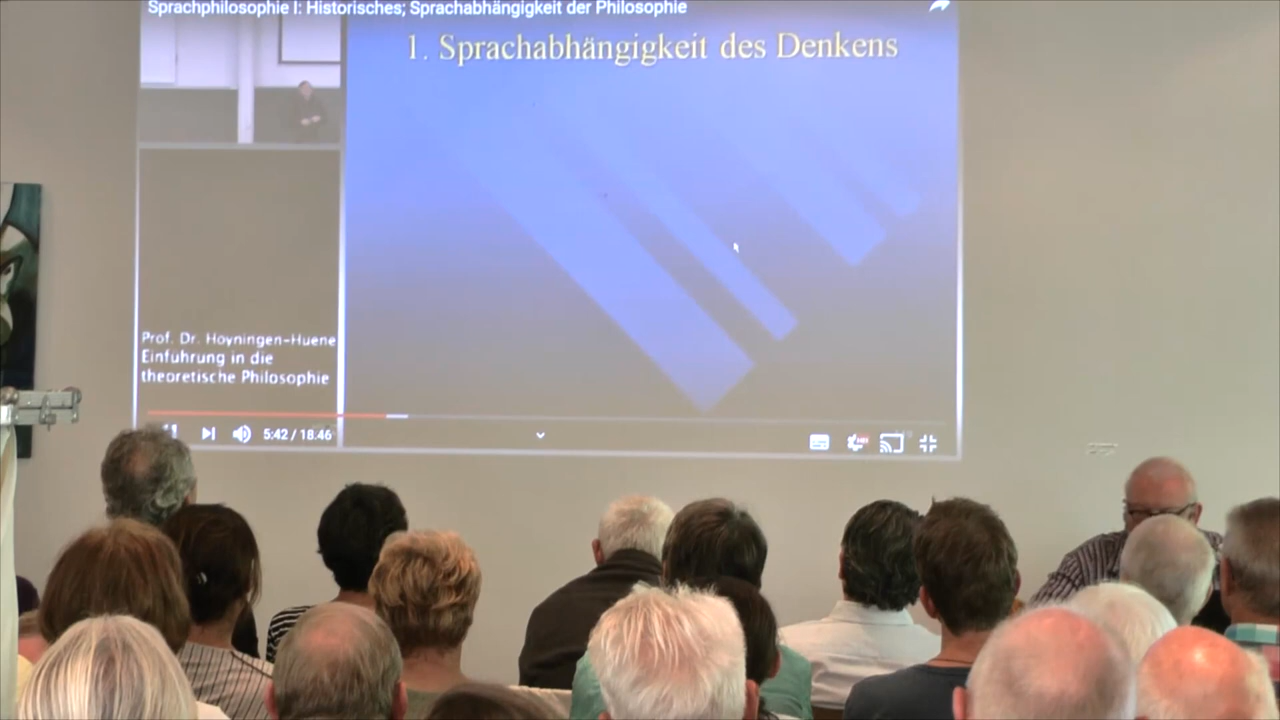 Sprachphilosophie I: Historisches; Sprachabhängigkeit der Philosophie
1. Sprachabhängigkeit des Denkens
Prof. Dr. Hoyningen-Huene
Einführung in die
theoretische Philosophie
5:42 / 18:46